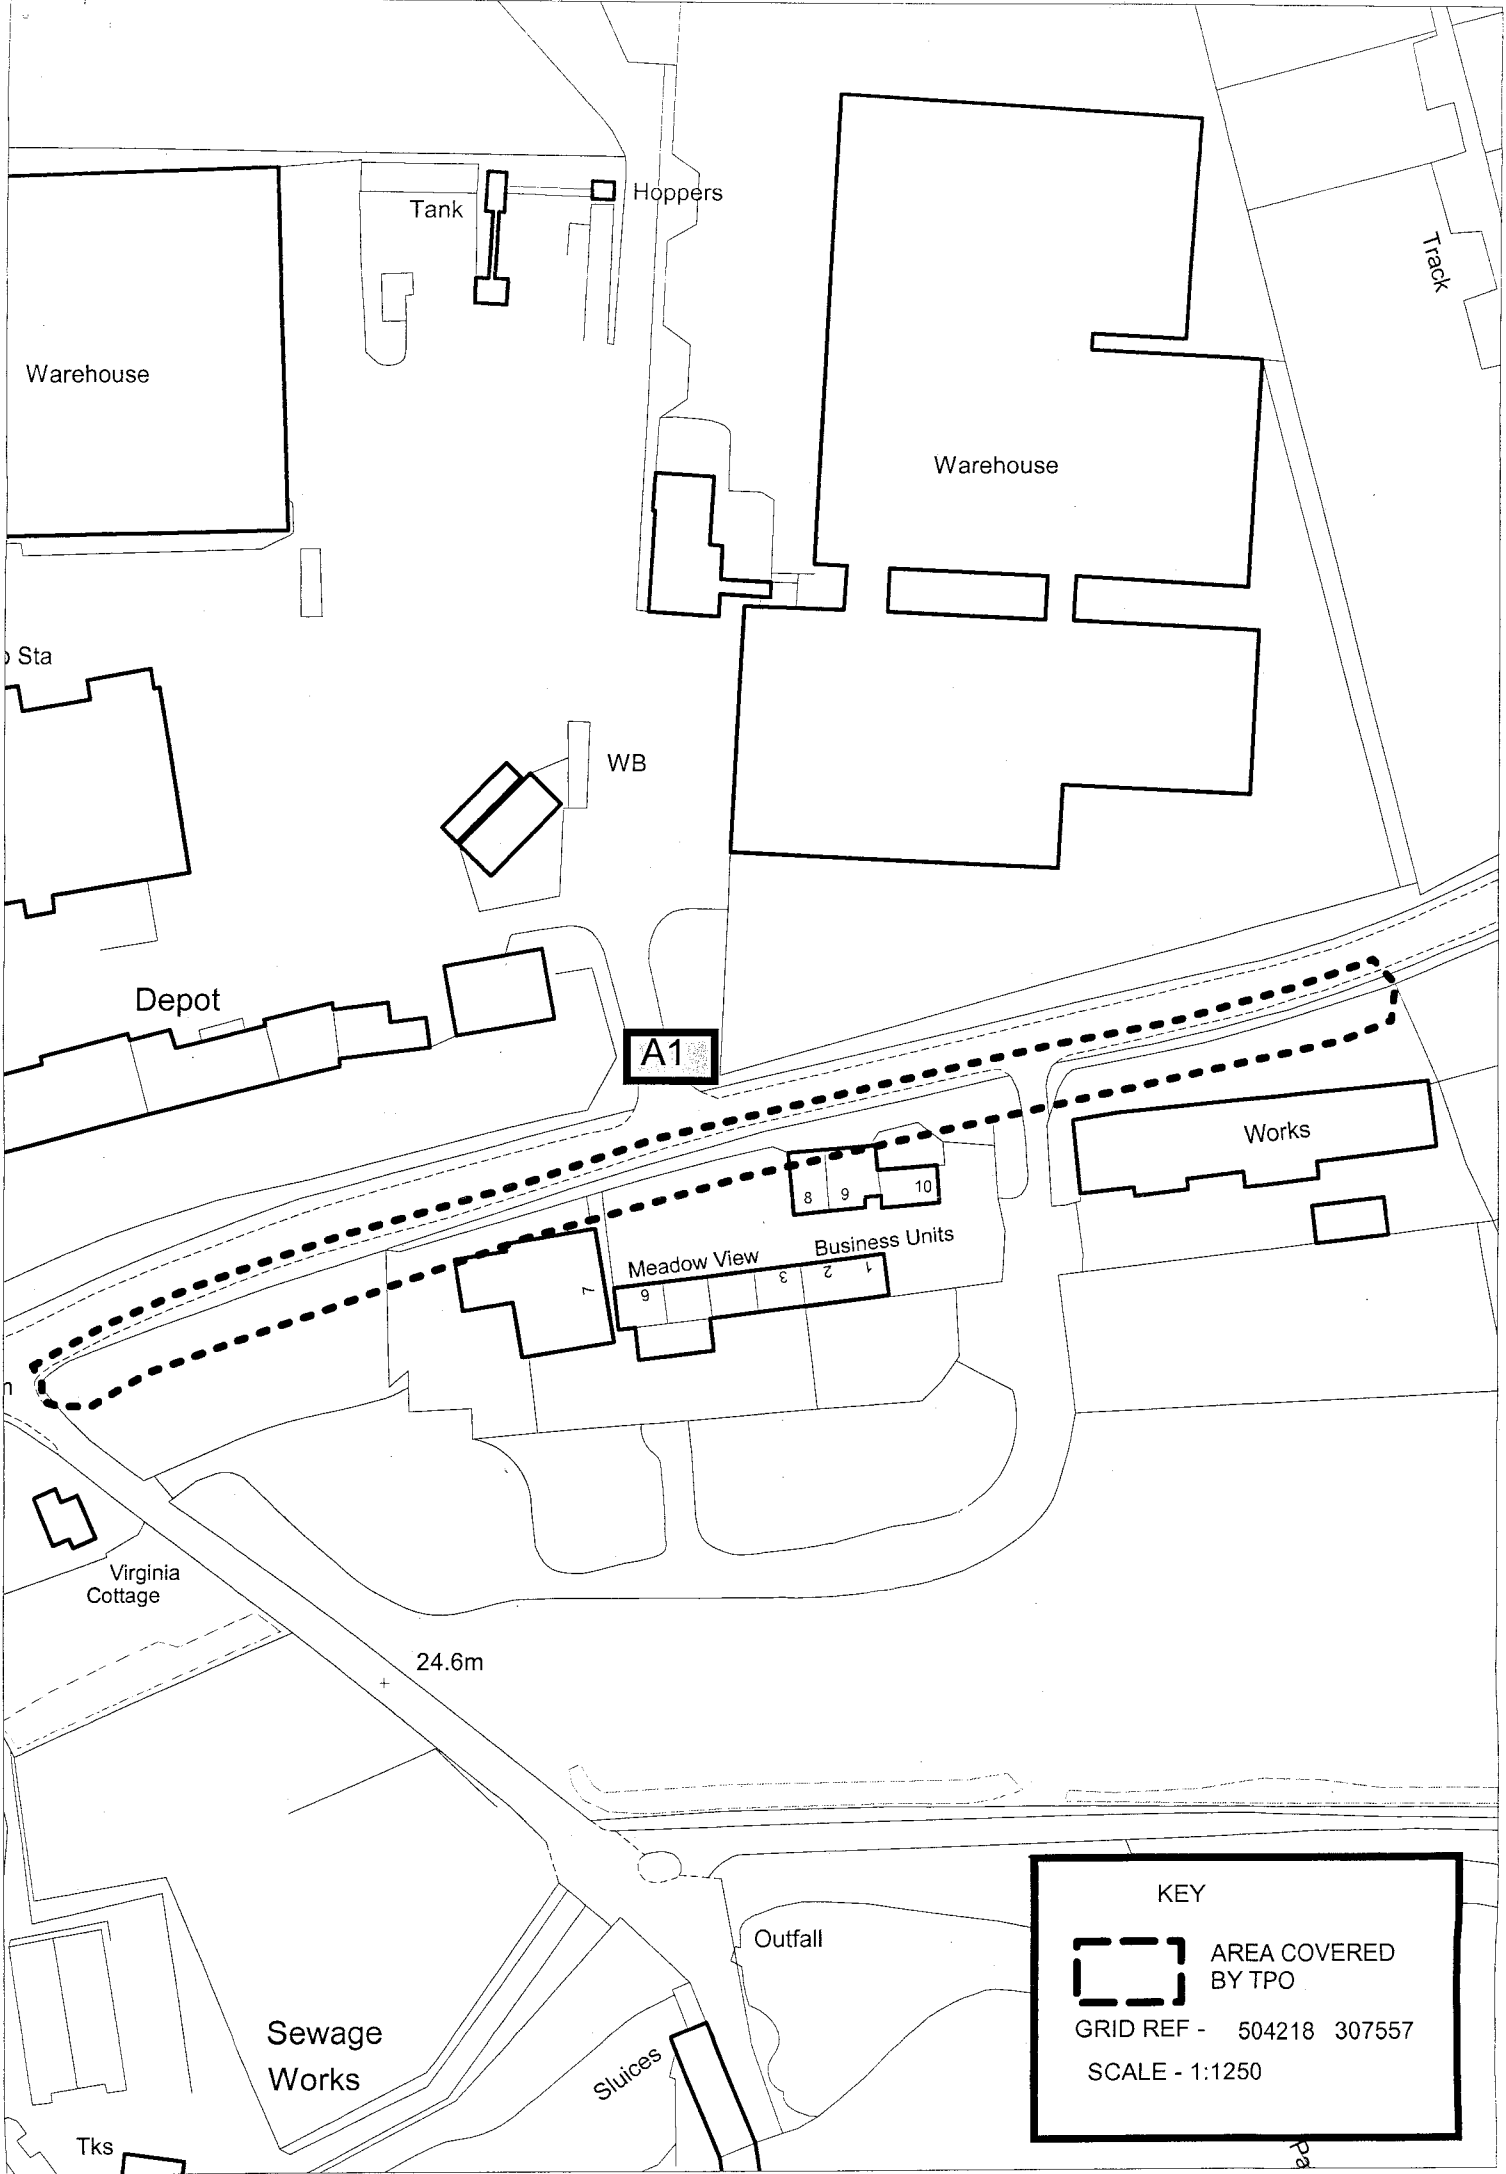 Tank
Hoppers
Track
Warehouse
Warehouse
Sta
WB
Depot
A1
Works
8
9
10
Business Units
Meadow View
7
6
3
2
1
Virginia
Cottage
24.6m
KEY
AREA COVERED
BY TPO
GRID REF - 504218 307557
SCALE - 1:1250
Outfall
Sewage
Works
Sluices
Tks
Pa